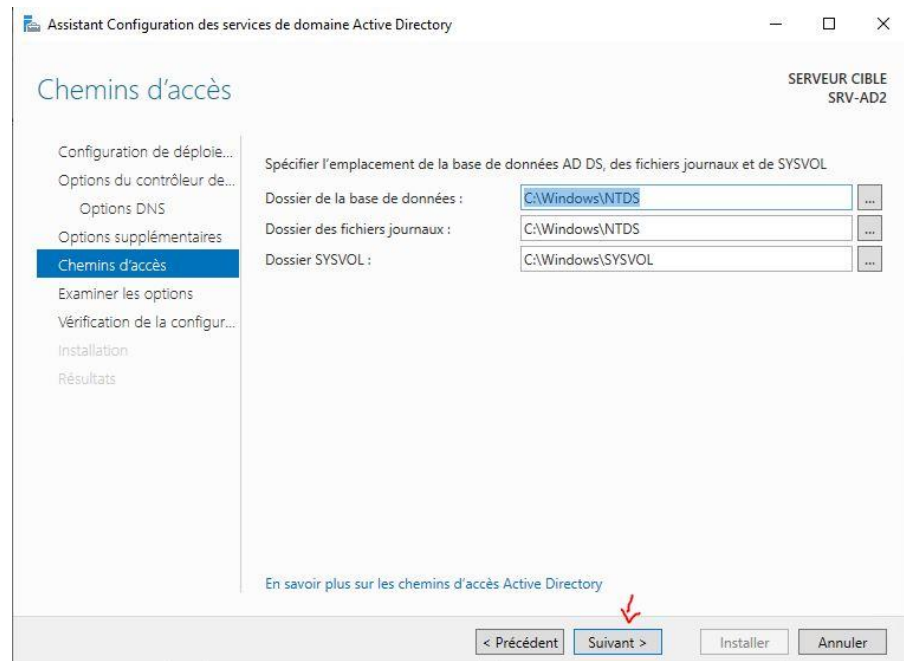 Assistant Configuration des services de domaine Active Directory
Chemins d'accès
SERVEUR CIBLE
SRV-AD2
Configuration de déploie...
Options du contrôleur de...
Options DNS
Options supplémentaires
Chemins d'accès
Examiner les options
Vérification de la configur...
Installation
Résultats
Spécifier l'emplacement de la base de données AD DS, des fichiers journaux et de SYSVOL
Dossier de la base de données : C:\Windows\NTDS ...
Dossier des fichiers journaux : C:\Windows\NTDS ...
Dossier SYSVOL : C:\Windows\SYSVOL ...
En savoir plus sur les chemins d'accès Active Directory
< Précédent Suivant > Installer Annuler